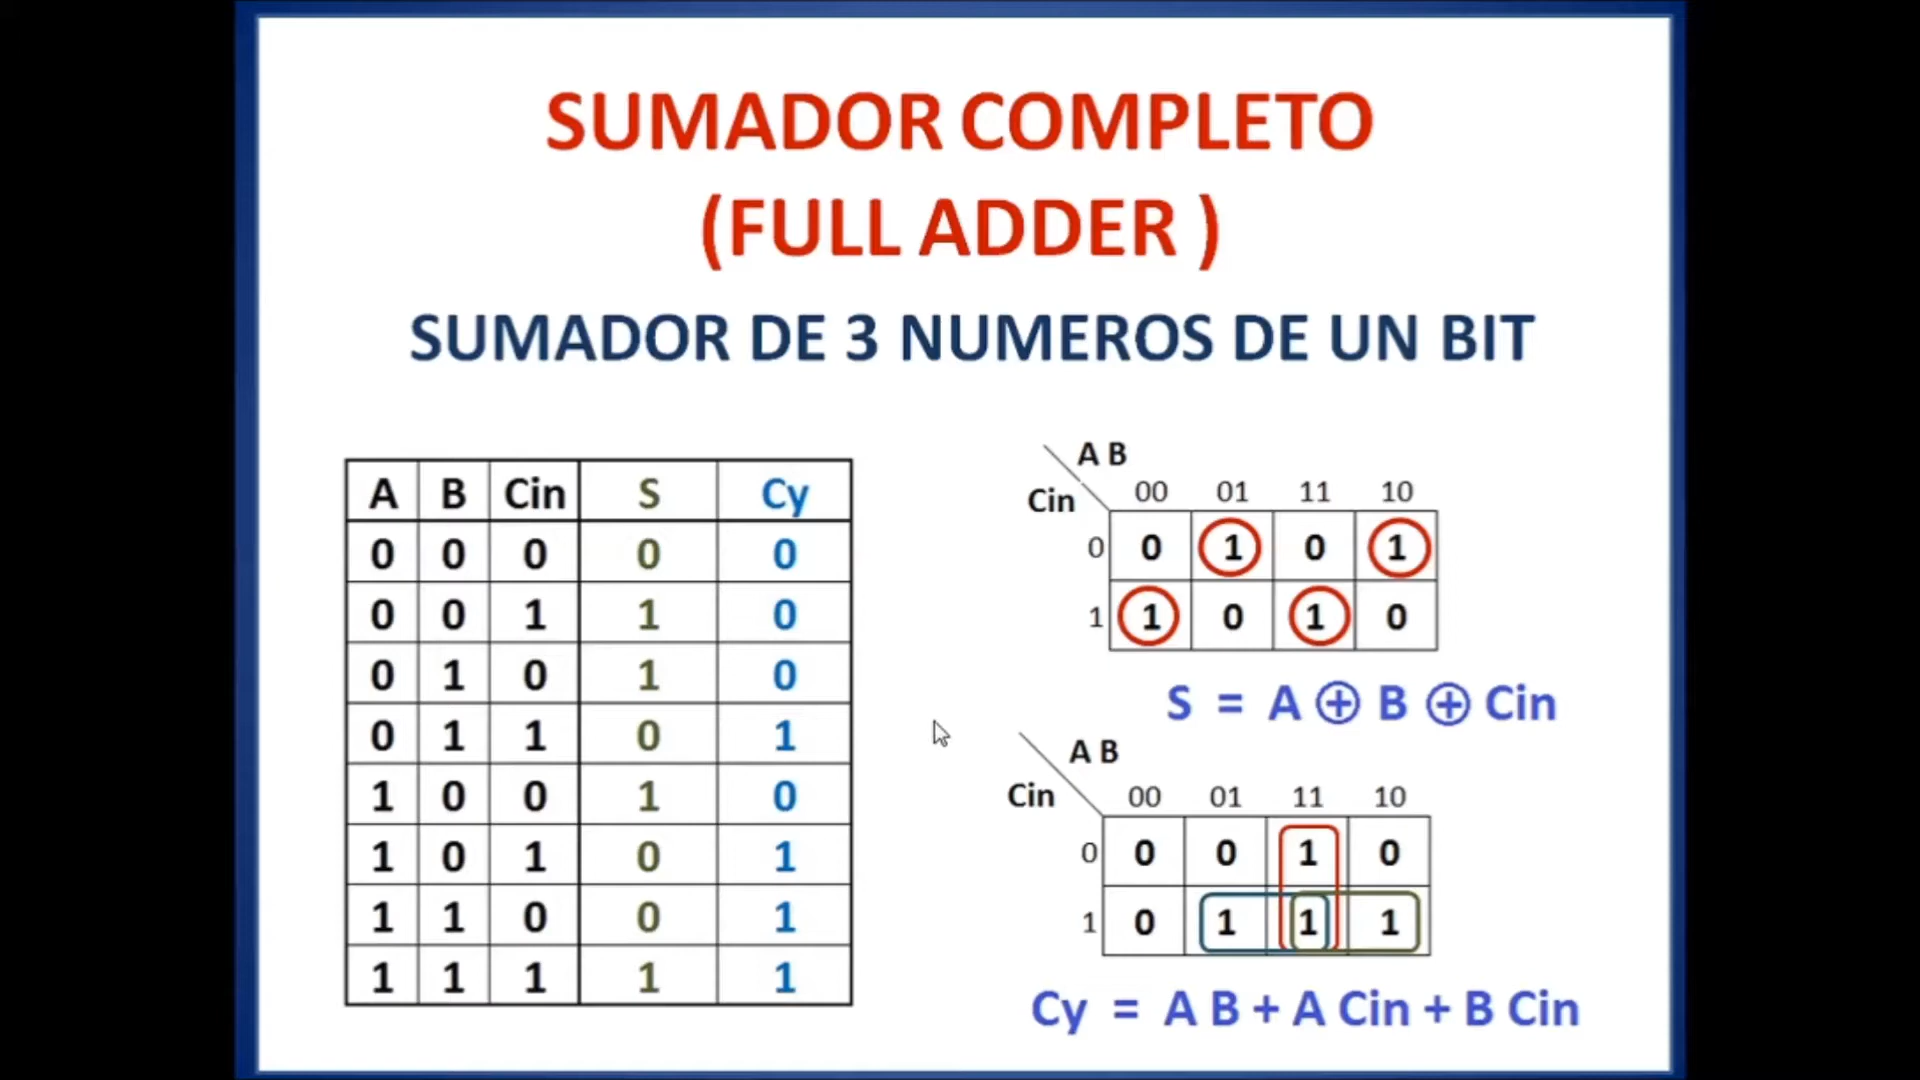 SUMADOR COMPLETO
(FULL ADDER )
SUMADOR DE 3 NUMEROS DE UN BIT
A B Cin S Cy
0 0 0 0 0
0 0 1 1 0
0 1 0 1 0
0 1 1 0 1
1 0 0 1 0
1 0 1 0 1
1 1 0 0 1
1 1 1 1 1
A B
Cin 00 01 11 10
0 0 1 0 1
1 1 0 1 0
S = A ⊕ B ⊕ Cin
A B
Cin 00 01 11 10
0 0 0 1 0
1 0 1 1 1
Cy = A B + A Cin + B Cin